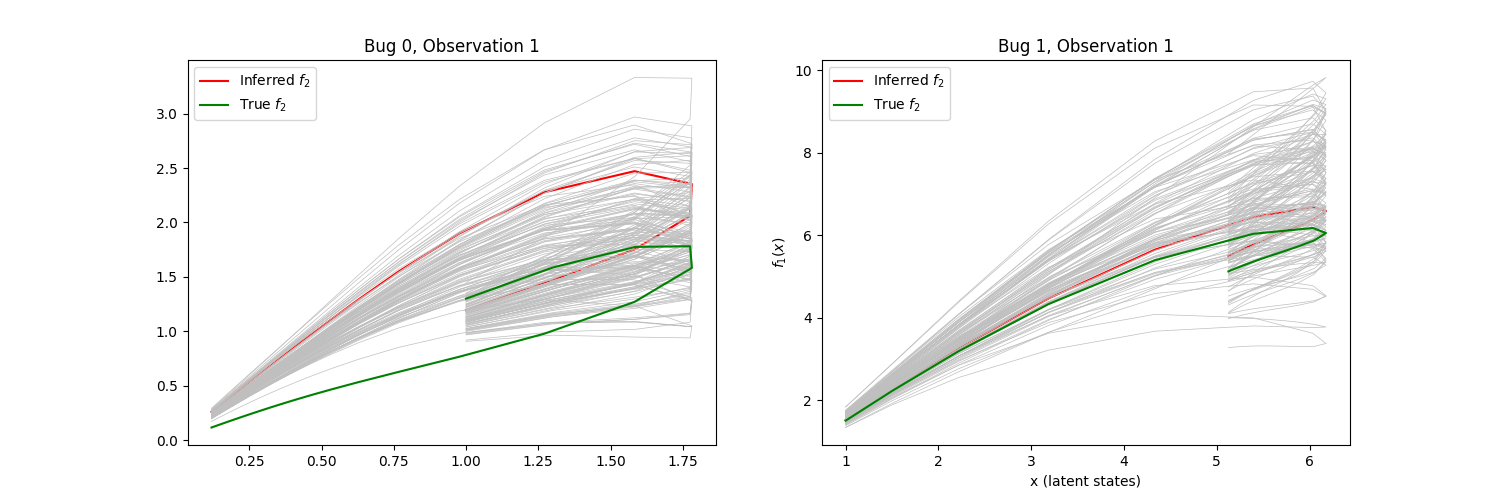 Bug 0, Observation 1
Inferred f₂
True f₂
3.0
2.5
2.0
1.5
1.0
0.5
0.0
0.25 0.50 0.75 1.00 1.25 1.50 1.75
Bug 1, Observation 1
Inferred f₂
True f₂
10
8
6
4
2
f₁(x)
1 2 3 4 5 6
x (latent states)